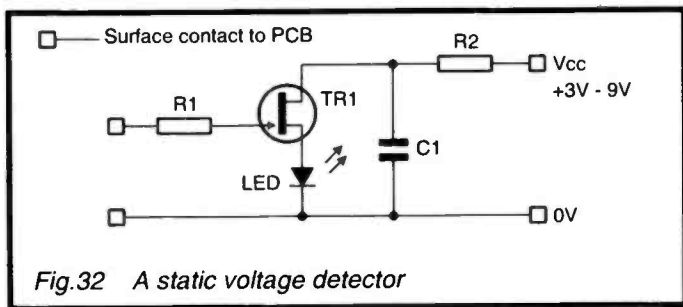 Surface contact to PCB
R2
Vcc
+3V - 9V
R1
TR1
C1
LED
0V
Fig.32 A static voltage detector